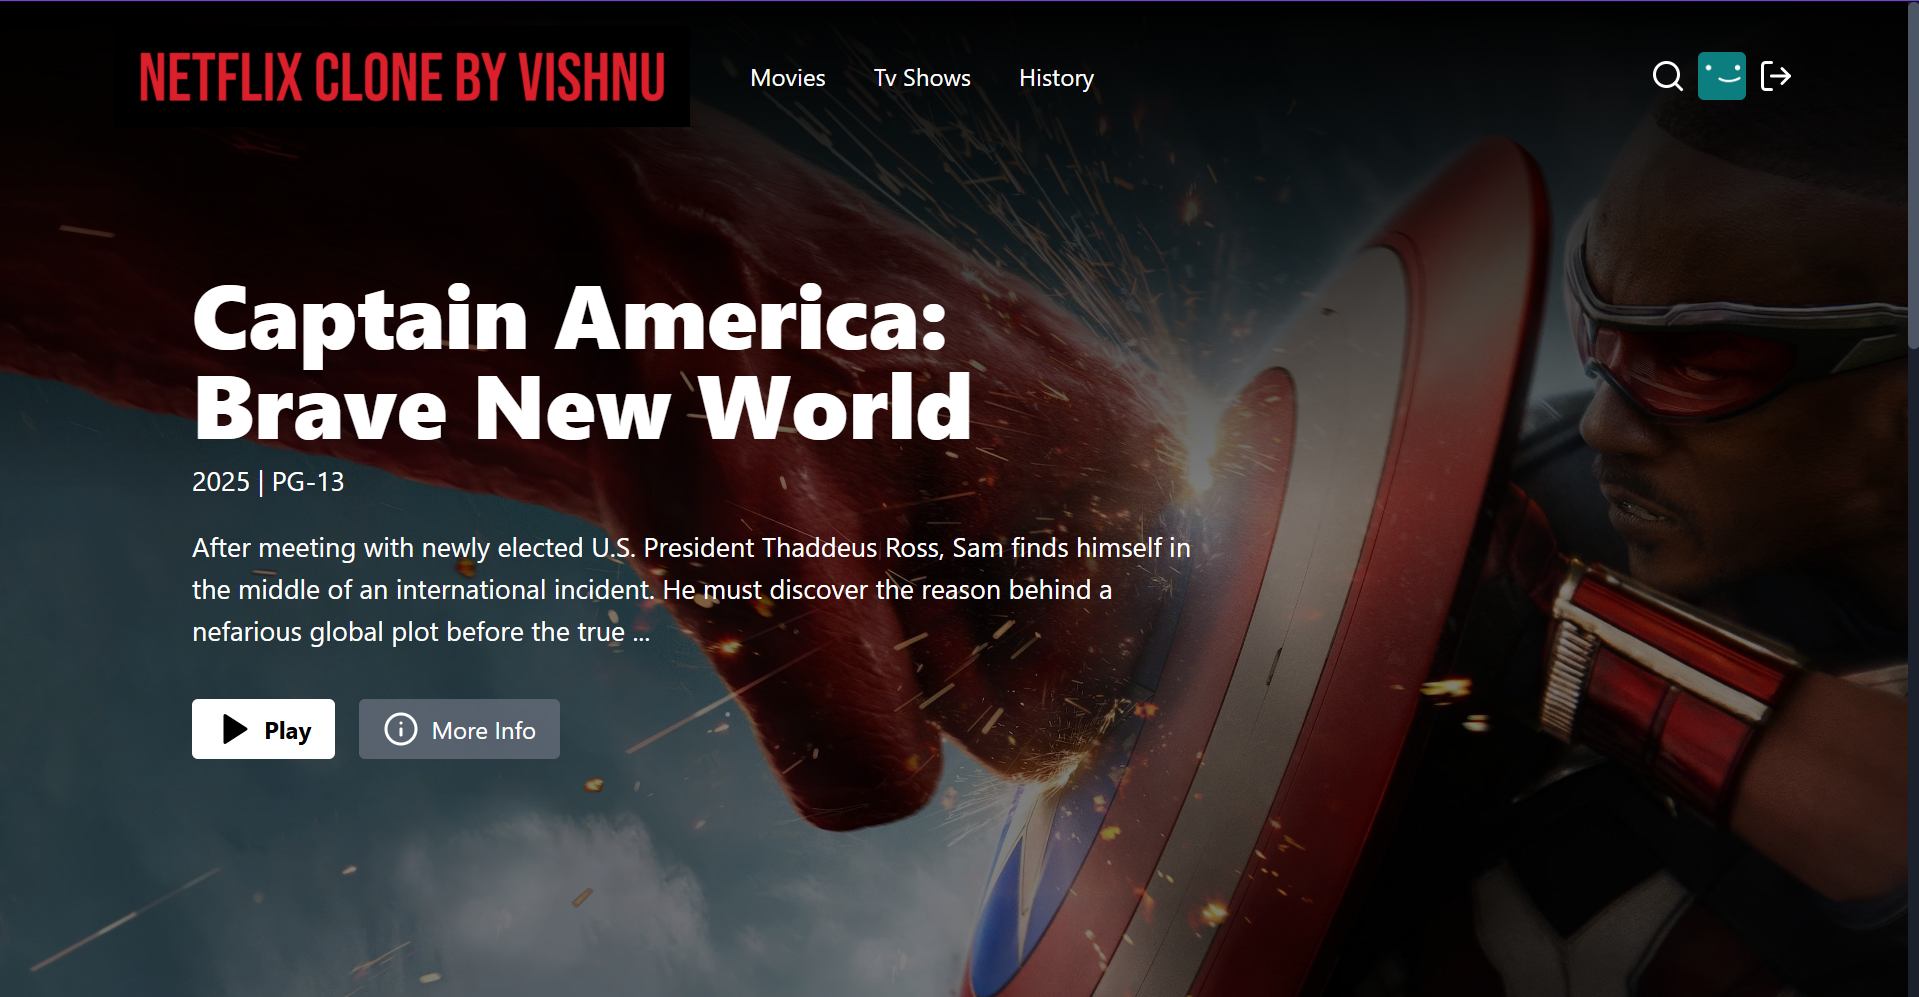 NETFLIX CLONE BY VISHNU
Movies
Tv Shows
History
Captain America:
Brave New World
2025 | PG-13
After meeting with newly elected U.S. President Thaddeus Ross, Sam finds himself in
the middle of an international incident. He must discover the reason behind a
nefarious global plot before the true ...
Play
More Info